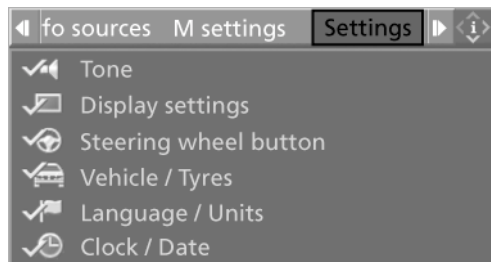 fo sources M settings Settings i
Tone
Display settings
Steering wheel button
Vehicle / Tyres
Language / Units
Clock / Date